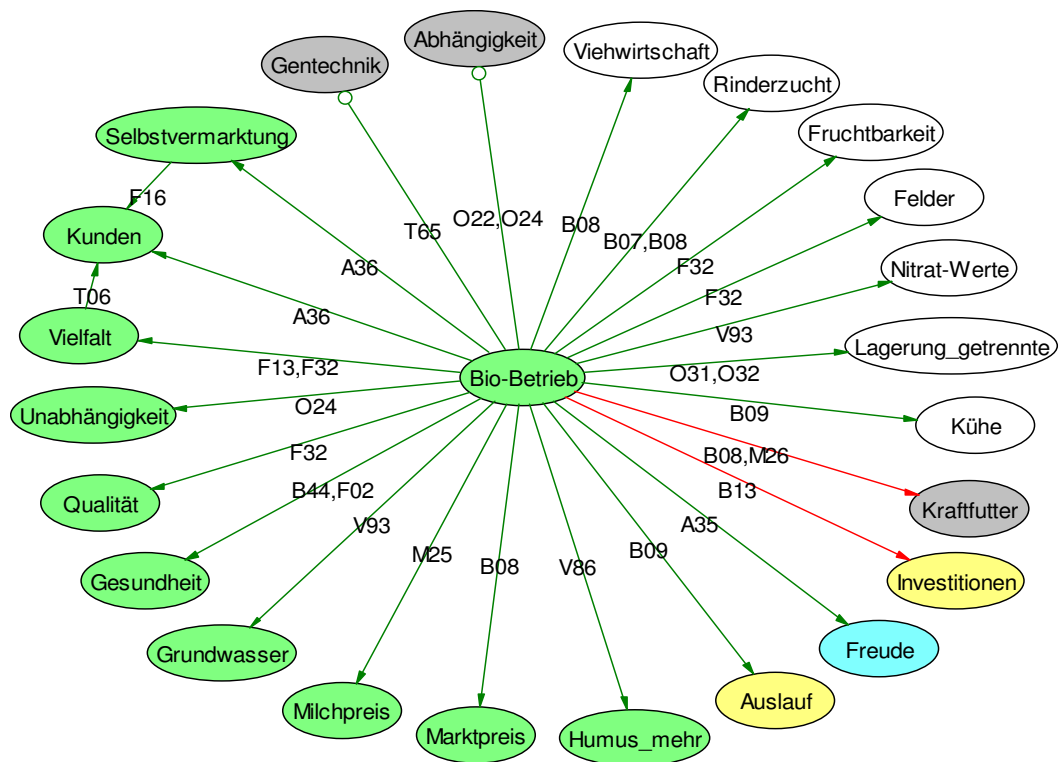 Abhängigkeit
Gentechnik
Viehwirtschaft
Rinderzucht
Selbstvermarktung
Fruchtbarkeit
F16
Felder
Kunden
T65
O22,O24
B08
B07,B08
A36
F32
Nitrat-Werte
T06
F32
A36
V93
Vielfalt
Lagerung_getrennte
F13,F32
Bio-Betrieb
O31,O32
Unabhängigkeit
O24
B09
Kühe
F32
B08,M26
B44,F02
B13
Qualität
V93
A35
Kraftfutter
M25
B08
V86
B09
Gesundheit
Investitionen
Grundwasser
Freude
Milchpreis
Auslauf
Marktpreis
Humus_mehr